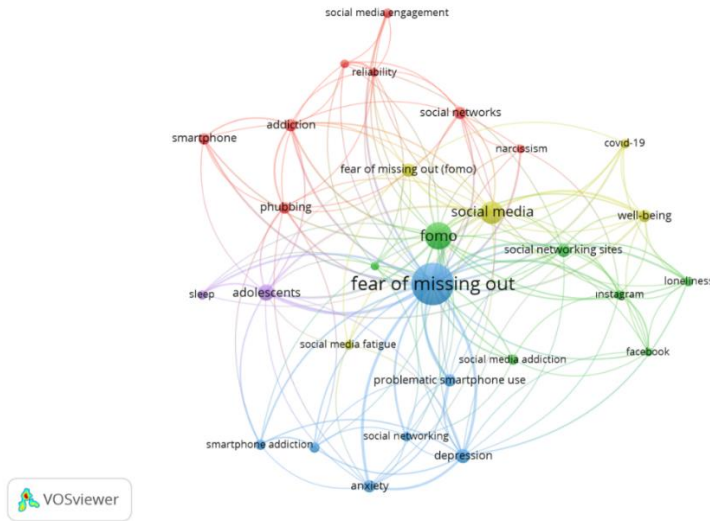 social media engagement
reliability
social networks
addiction
smartphone
narcissism
covid-19
fear of missing out (fomo)
phubbing
social media
well-being
fomo
social networking sites
fear of missing out
loneliness
sleep
adolescents
instagram
social media fatigue
facebook
social media addiction
problematic smartphone use
social networking
smartphone addiction
depression
anxiety
VOSviewer